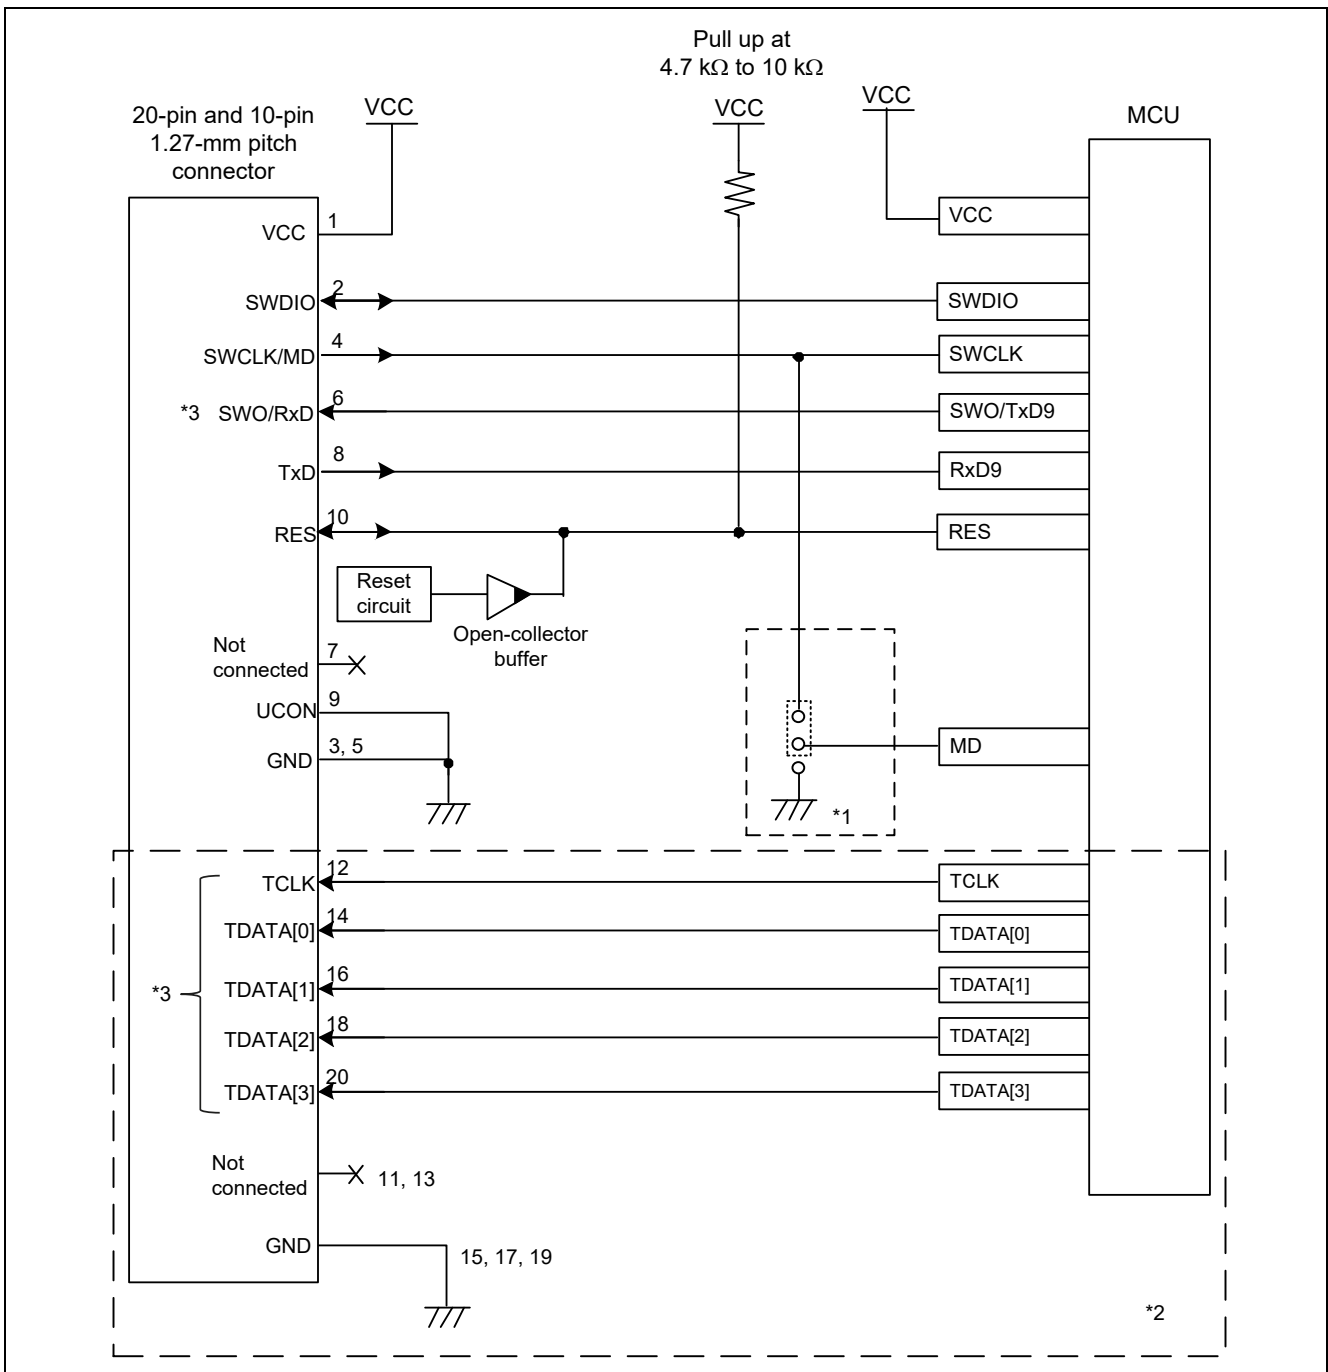 Pull up at
4.7 kΩ to 10 kΩ
20-pin and 10-pin
1.27-mm pitch
connector
VCC
VCC
VCC
MCU
VCC
1
VCC
SWDIO
2
SWDIO
SWCLK/MD
4
SWCLK
*3
SWO/RxD
6
SWO/TxD9
TxD
8
RxD9
RES
10
RES
Reset
circuit
Open-collector
buffer
Not
connected
7
UCON
9
GND
3, 5
MD
*1
TCLK
12
TCLK
TDATA[0]
14
TDATA[0]
*3
TDATA[1]
16
TDATA[1]
TDATA[2]
18
TDATA[2]
TDATA[3]
20
TDATA[3]
Not
connected
11, 13
GND
15, 17, 19
*2